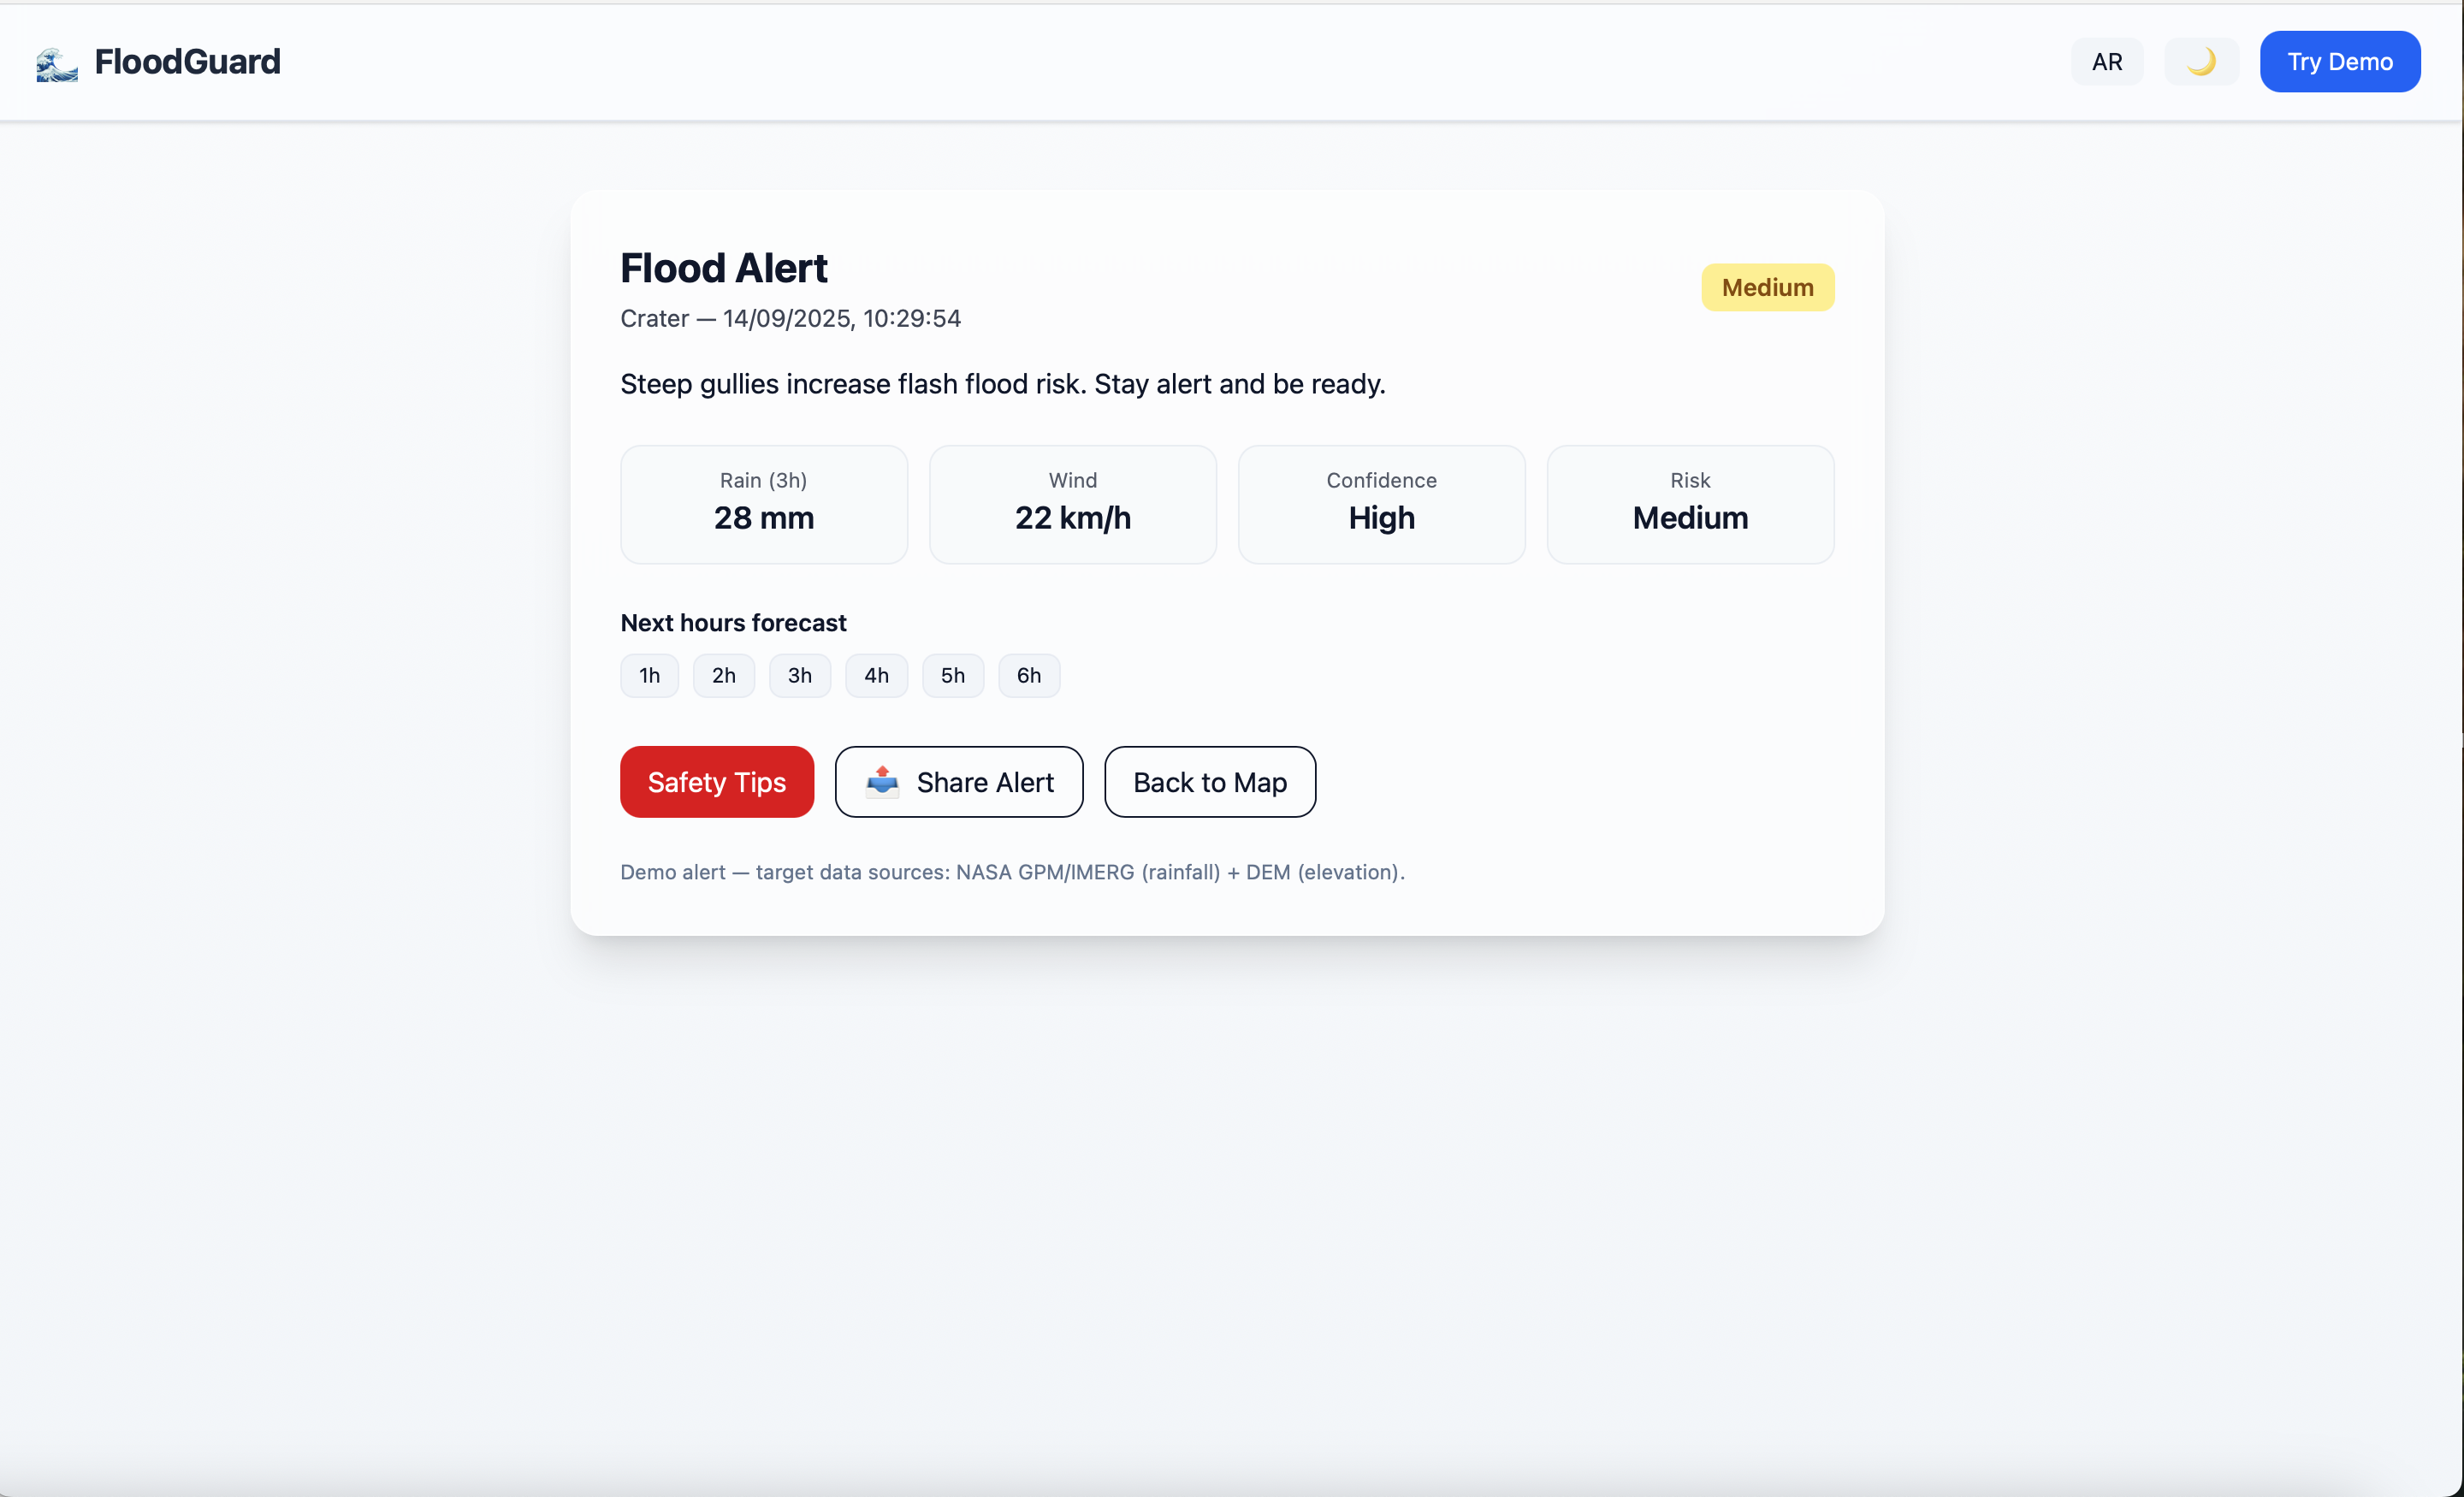 FloodGuard
AR
Try Demo
Flood Alert
Medium
Crater — 14/09/2025, 10:29:54
Steep gullies increase flash flood risk. Stay alert and be ready.
Rain (3h)
28 mm
Wind
22 km/h
Confidence
High
Risk
Medium
Next hours forecast
1h 2h 3h 4h 5h 6h
Safety Tips
Share Alert
Back to Map
Demo alert — target data sources: NASA GPM/IMERG (rainfall) + DEM (elevation).